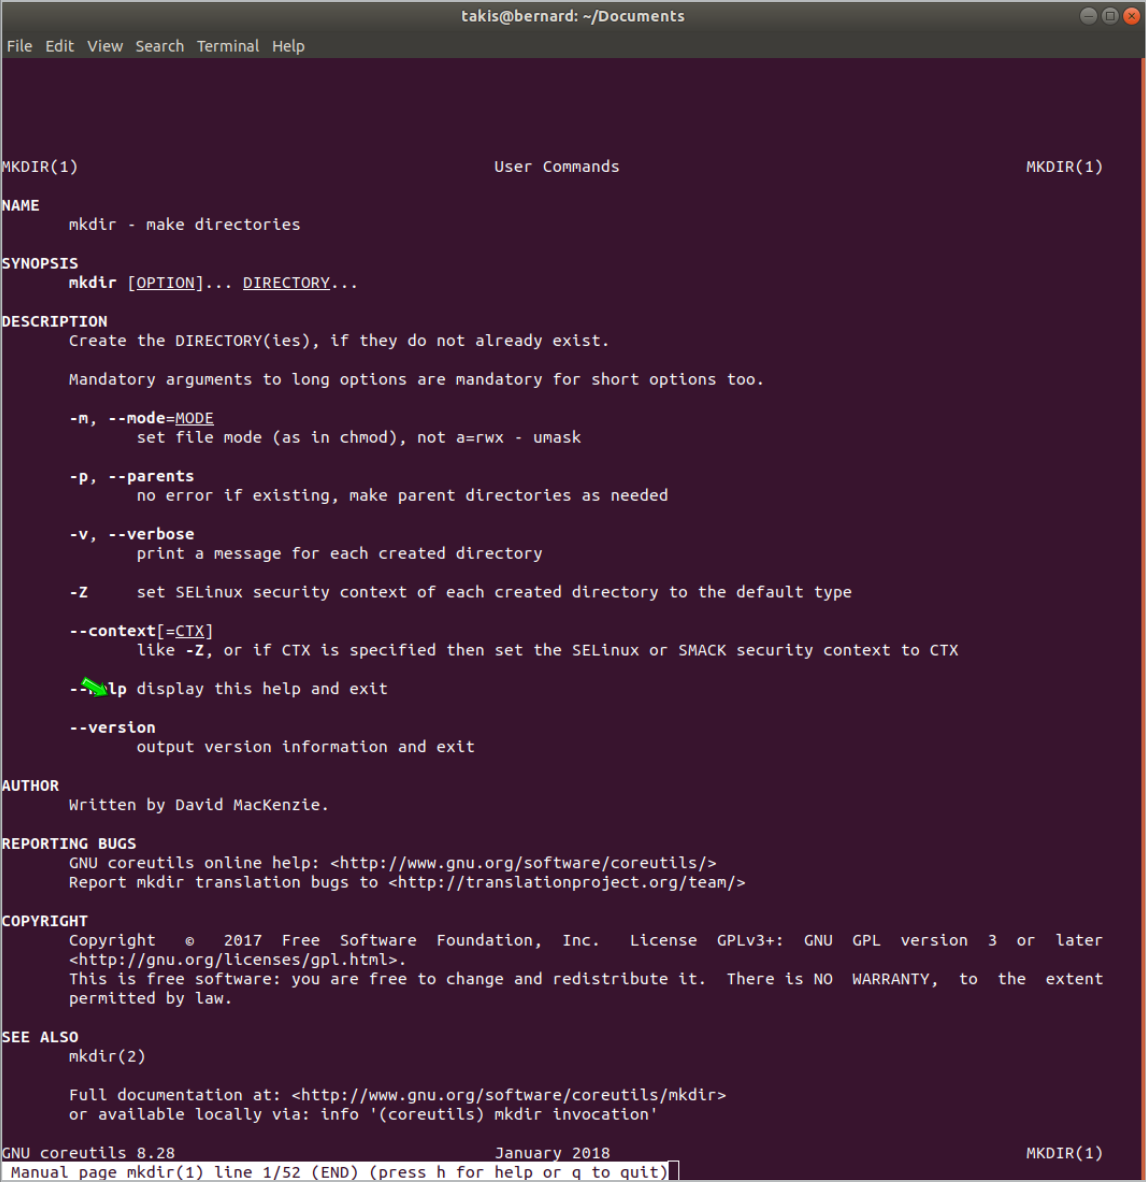 takis@bernard: ~/Documents
File Edit View Search Terminal Help
MKDIR(1) User Commands MKDIR(1)
NAME
mkdir - make directories
SYNOPSIS
mkdir [OPTION]... DIRECTORY...
DESCRIPTION
Create the DIRECTORY(ies), if they do not already exist.
Mandatory arguments to long options are mandatory for short options too.
-m, --mode=MODE
set file mode (as in chmod), not a=rwx - umask
-p, --parents
no error if existing, make parent directories as needed
-v, --verbose
print a message for each created directory
-Z set SELinux security context of each created directory to the default type
--context[=CTX]
like -Z, or if CTX is specified then set the SELinux or SMACK security context to CTX
--help display this help and exit
--version
output version information and exit
AUTHOR
Written by David MacKenzie.
REPORTING BUGS
GNU coreutils online help: <http://www.gnu.org/software/coreutils/>
Report mkdir translation bugs to <http://translationproject.org/team/>
COPYRIGHT
Copyright © 2017 Free Software Foundation, Inc. License GPLv3+: GNU GPL version 3 or later
<http://gnu.org/licenses/gpl.html>.
This is free software: you are free to change and redistribute it. There is NO WARRANTY, to the extent
permitted by law.
SEE ALSO
mkdir(2)
Full documentation at: <http://www.gnu.org/software/coreutils/mkdir>
or available locally via: info '(coreutils) mkdir invocation'
GNU coreutils 8.28 January 2018 MKDIR(1)
Manual page mkdir(1) line 1/52 (END) (press h for help or q to quit)